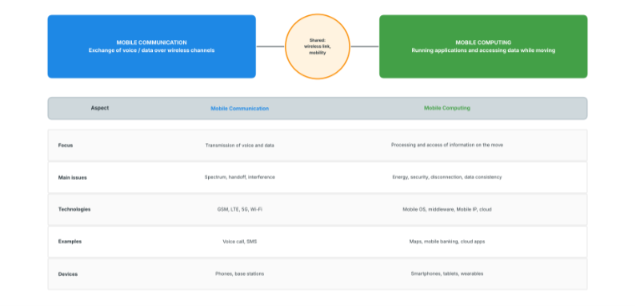 MOBILE COMMUNICATION
Exchange of voice / data over wireless channels
Shared:
wireless link,
mobility
MOBILE COMPUTING
Running applications and accessing data while moving
Aspect Mobile Communication Mobile Computing
Focus Transmission of voice and data Processing and access of information on the move
Main issues Spectrum, handoff, interference Energy, security, disconnection, data consistency
Technologies GSM, LTE, 5G, Wi-Fi Mobile OS, middleware, Mobile IP, cloud
Examples Voice call, SMS Maps, mobile banking, cloud apps
Devices Phones, base stations Smartphones, tablets, wearables